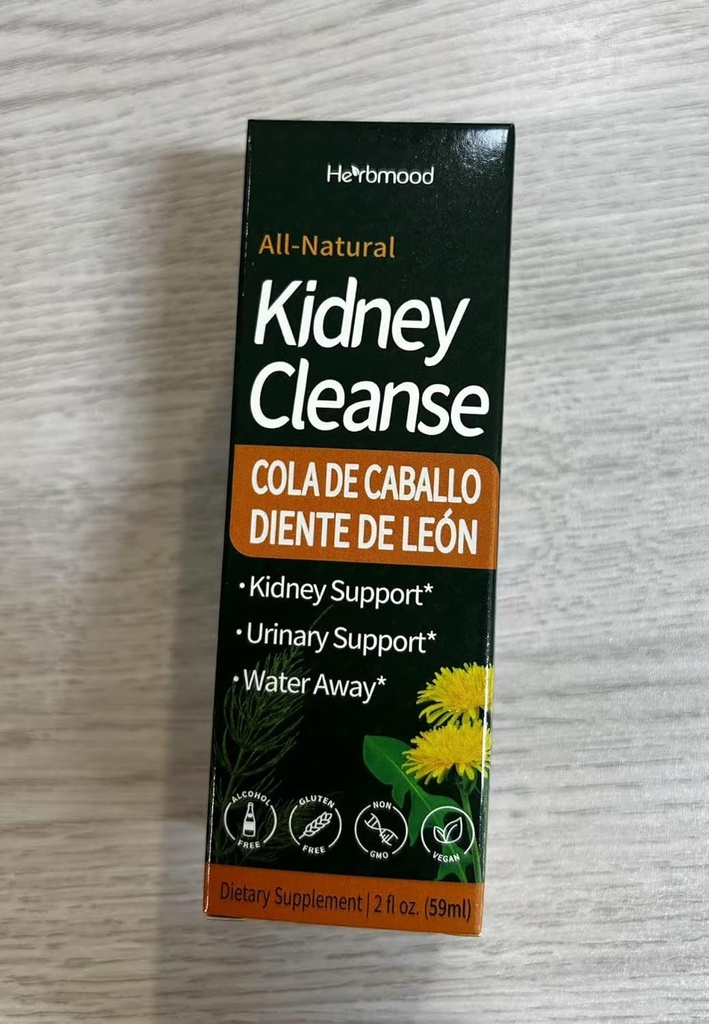 Herbmood
All-Natural
Kidney
Cleanse
COLA DE CABALLO
DIENTE DE LEÓN
• Kidney Support*
• Urinary Support*
• Water Away*
ALCOHOL FREE
GLUTEN FREE
NON GMO
VEGAN
Dietary Supplement | 2 fl oz. (59ml)